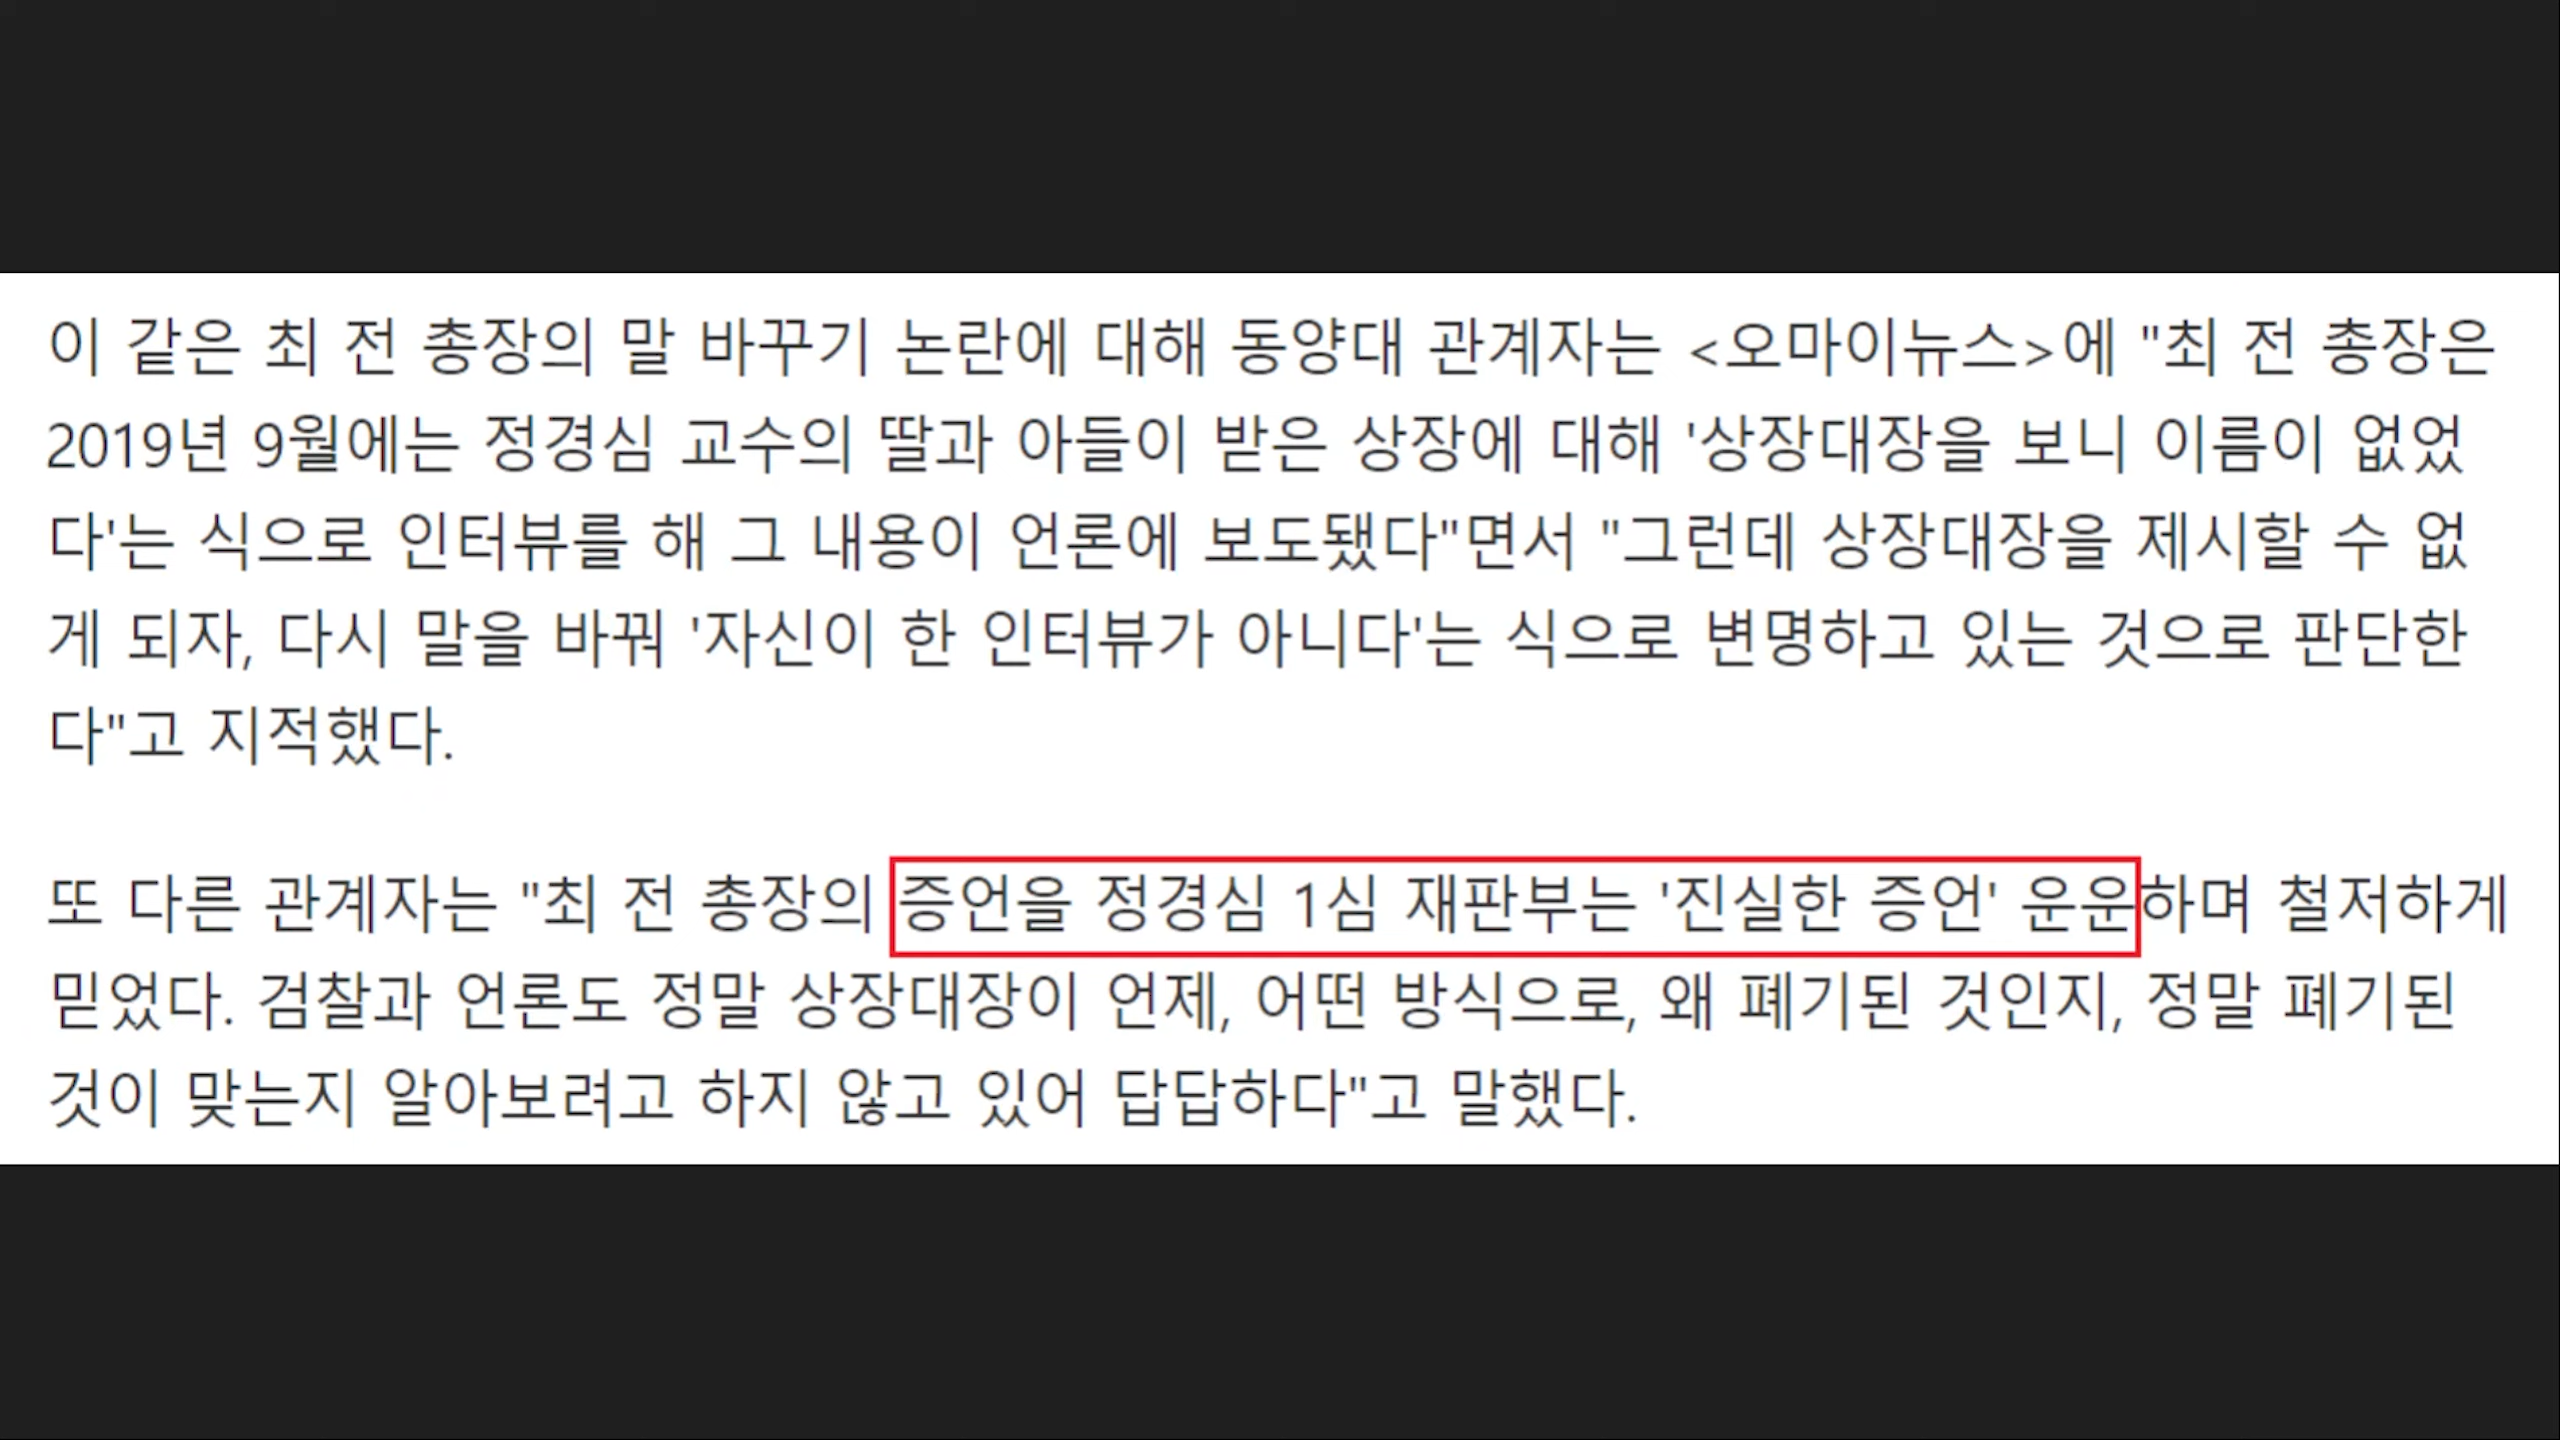 이 같은 최 전 총장의 말 바꾸기 논란에 대해 동양대 관계자는 <오마이뉴스>에 "최 전 총장은
2019년 9월에는 정경심 교수의 딸과 아들이 받은 상장에 대해 '상장대장을 보니 이름이 없었
다'는 식으로 인터뷰를 해 그 내용이 언론에 보도됐다"면서 "그런데 상장대장을 제시할 수 없
게 되자, 다시 말을 바꿔 '자신이 한 인터뷰가 아니다'는 식으로 변명하고 있는 것으로 판단한
다"고 지적했다.
또 다른 관계자는 "최 전 총장의 증언을 정경심 1심 재판부는 '진실한 증언' 운운하며 철저하게
믿었다. 검찰과 언론도 정말 상장대장이 언제, 어떤 방식으로, 왜 폐기된 것인지, 정말 폐기된
것이 맞는지 알아보려고 하지 않고 있어 답답하다"고 말했다.